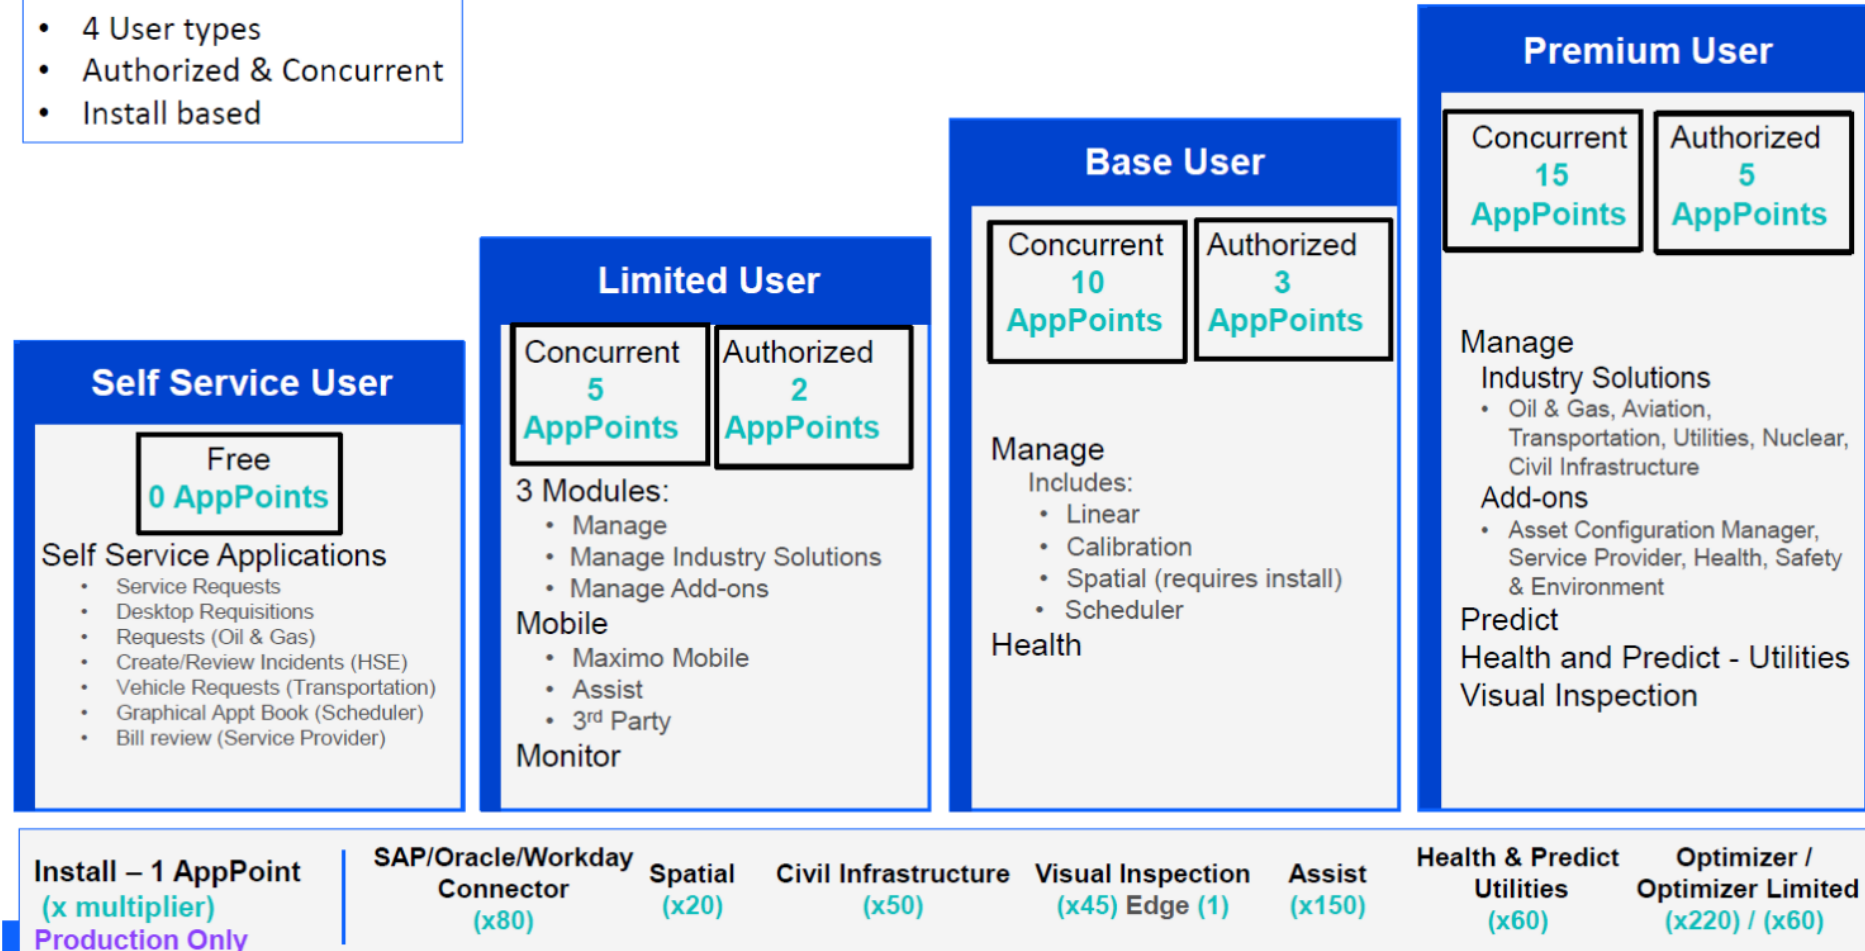 • 4 User types
• Authorized & Concurrent
• Install based
Self Service User
Free
0 AppPoints
Self Service Applications
• Service Requests
• Desktop Requisitions
• Requests (Oil & Gas)
• Create/Review Incidents (HSE)
• Vehicle Requests (Transportation)
• Graphical Appt Book (Scheduler)
• Bill review (Service Provider)
Limited User
Concurrent
5
AppPoints
Authorized
2
AppPoints
3 Modules:
• Manage
• Manage Industry Solutions
• Manage Add-ons
Mobile
• Maximo Mobile
• Assist
• 3rd Party
Monitor
Base User
Concurrent
10
AppPoints
Authorized
3
AppPoints
Manage
Includes:
• Linear
• Calibration
• Spatial (requires install)
• Scheduler
Health
Premium User
Concurrent
15
AppPoints
Authorized
5
AppPoints
Manage
Industry Solutions
• Oil & Gas, Aviation,
Transportation, Utilities, Nuclear,
Civil Infrastructure
Add-ons
• Asset Configuration Manager,
Service Provider, Health, Safety
& Environment
Predict
Health and Predict - Utilities
Visual Inspection
Install – 1 AppPoint
(x multiplier)
Production Only
SAP/Oracle/Workday
Connector
(x80)
Spatial
(x20)
Civil Infrastructure
(x50)
Visual Inspection
(x45) Edge (1)
Assist
(x150)
Health & Predict
Utilities
(x60)
Optimizer /
Optimizer Limited
(x220) / (x60)